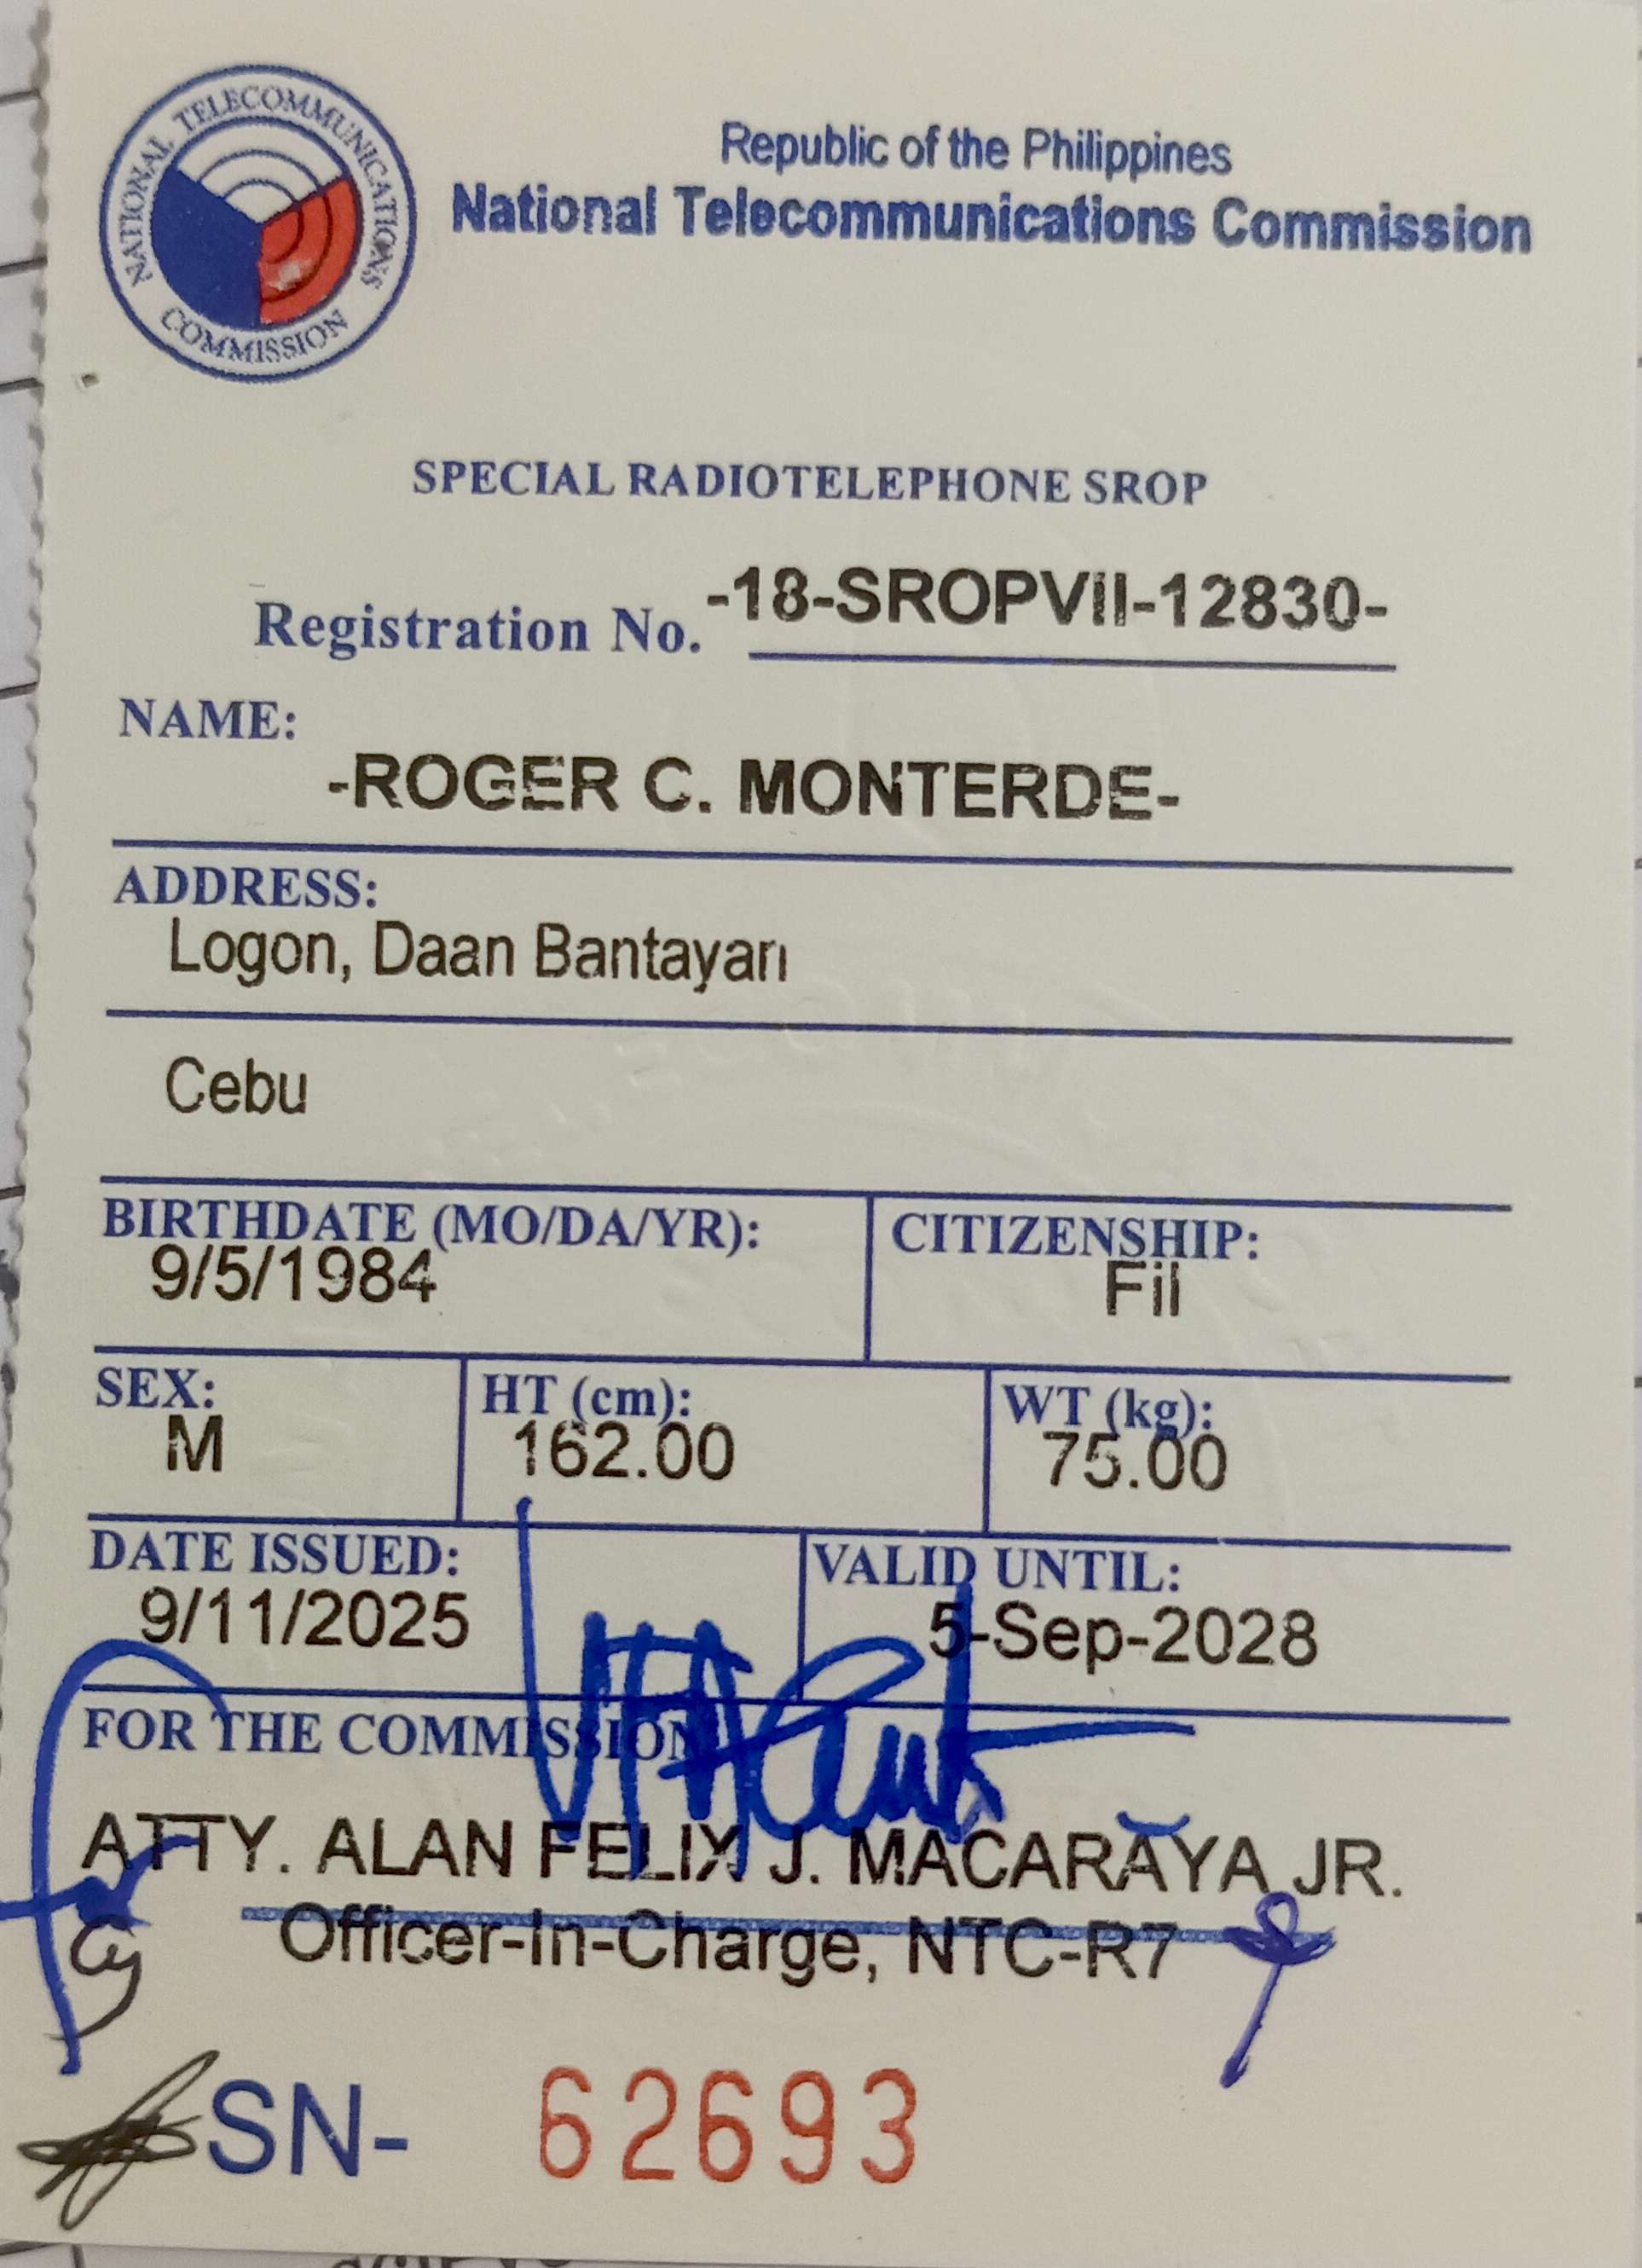 NATIONAL TELECOMMUNICATIONS COMMISSION
Republic of the Philippines
National Telecommunications Commission
SPECIAL RADIOTELEPHONE SROP
Registration No. -18-SROPVII-12830-
NAME:
-ROGER C. MONTERDE-
ADDRESS:
Logon, Daan Bantayan
Cebu
BIRTHDATE (MO/DA/YR): CITIZENSHIP:
9/5/1984 Fil
SEX: HT (cm): WT (kg):
M 162.00 75.00
DATE ISSUED: VALID UNTIL:
9/11/2025 5-Sep-2028
FOR THE COMMISSION
ATTY. ALAN FELIX J. MACARAYA JR.
Officer-In-Charge, NTC-R7
SN- 62693